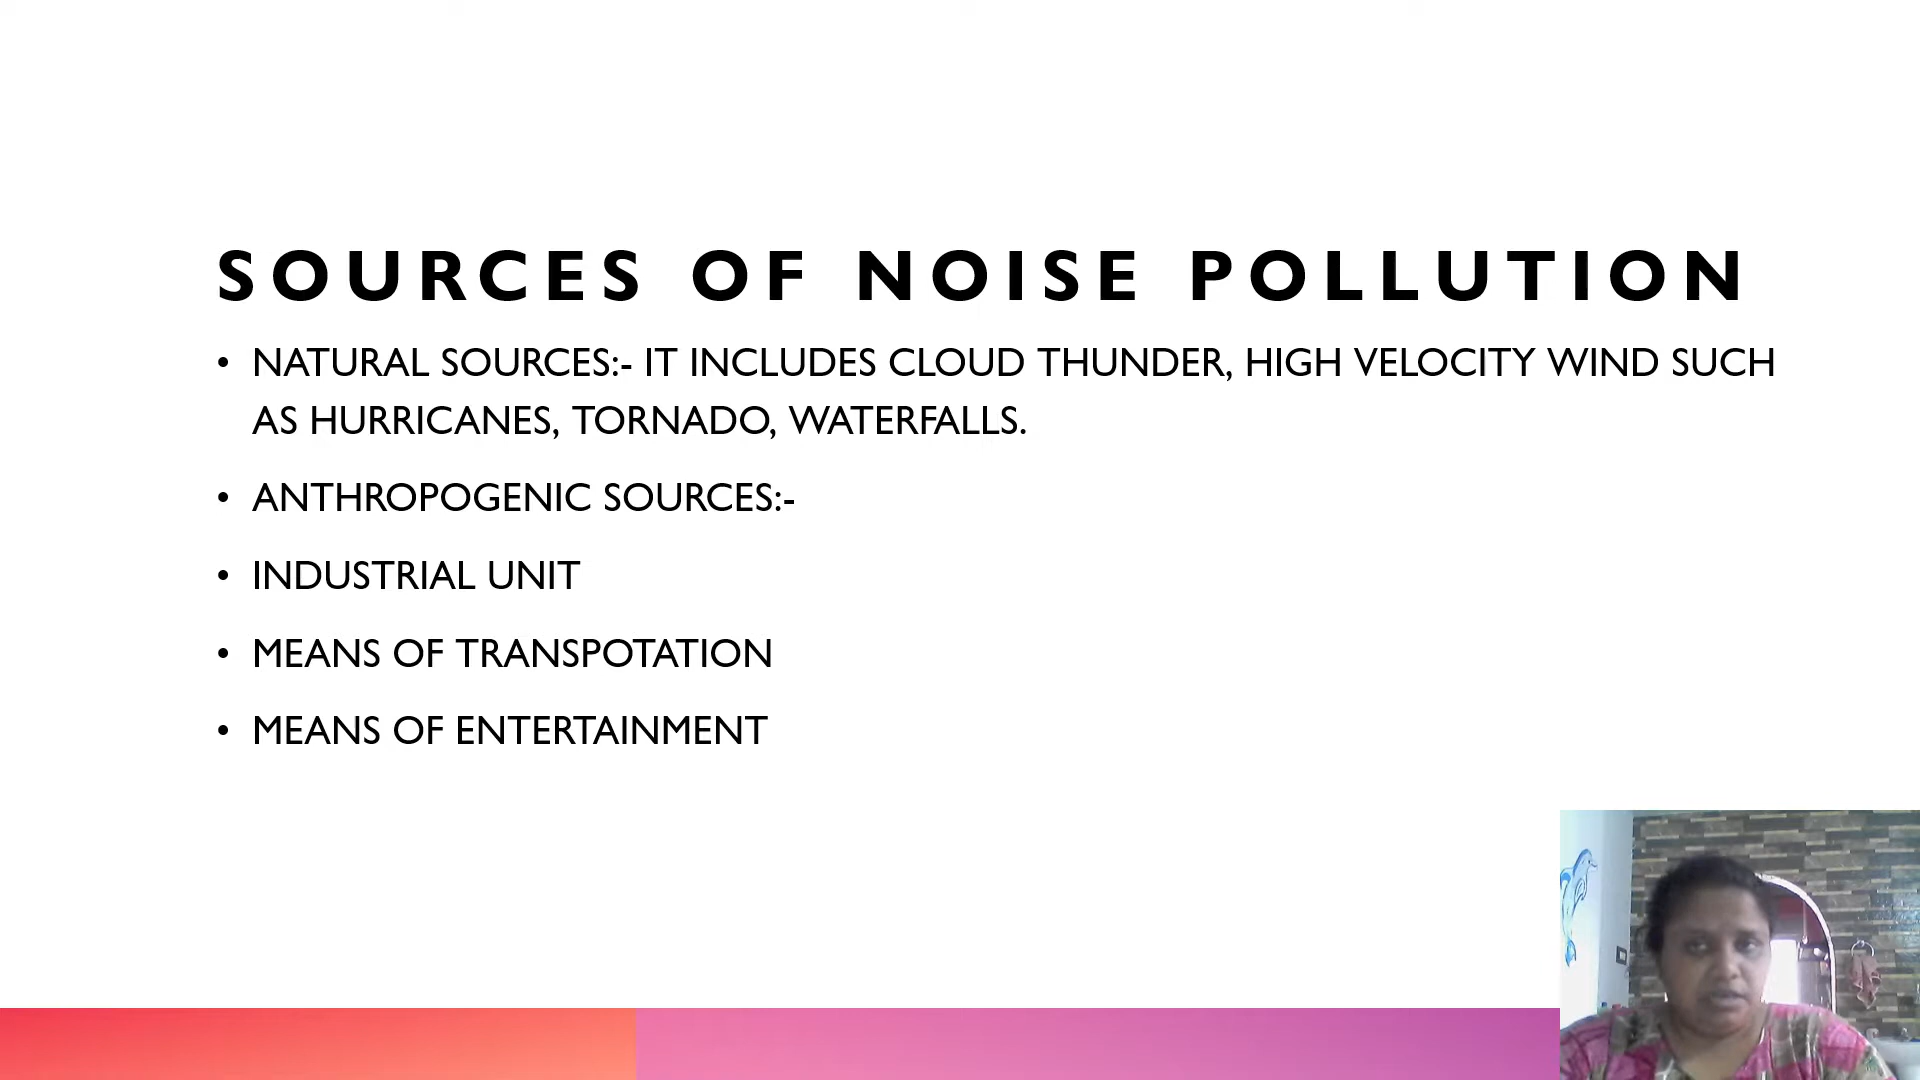 SOURCES OF NOISE POLLUTION
• NATURAL SOURCES:- IT INCLUDES CLOUD THUNDER, HIGH VELOCITY WIND SUCH
AS HURRICANES, TORNADO, WATERFALLS.
• ANTHROPOGENIC SOURCES:-
• INDUSTRIAL UNIT
• MEANS OF TRANSPOTATION
• MEANS OF ENTERTAINMENT